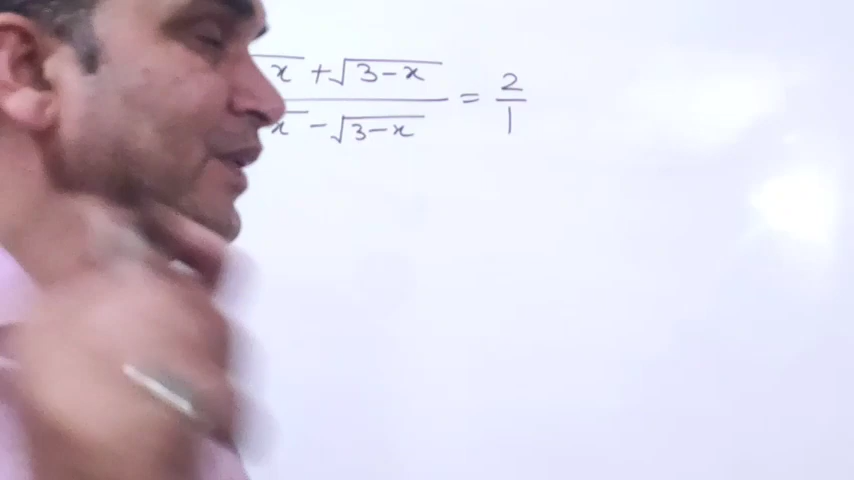 x + √3-x
x - √3-x
= 2/1